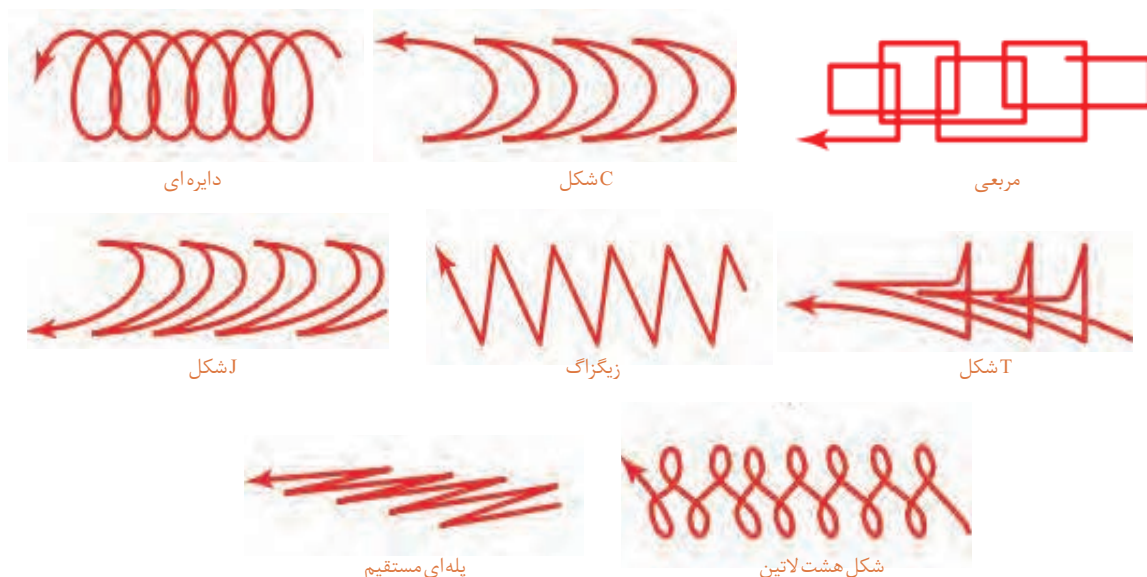 مربعی
C شکل
دایره ای
T شکل
زیگزاگ
J شکل
شکل هشت لاتین
پله ای مستقیم